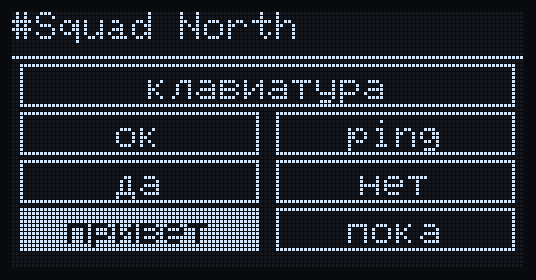 #Squad North
клавиатура
ок
ping
да
нет
привет
пока